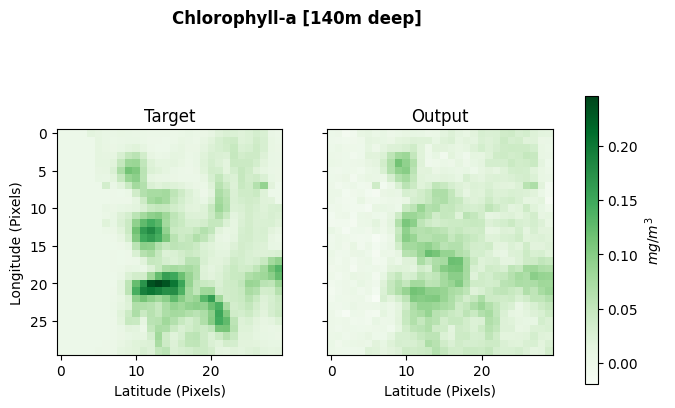 Chlorophyll-a [140m deep]
Target
Output
0
5
10
15
20
25
Longitude (Pixels)
0
10
20
Latitude (Pixels)
0
10
20
Latitude (Pixels)
0.20
0.15
0.10
0.05
0.00
mg/m³